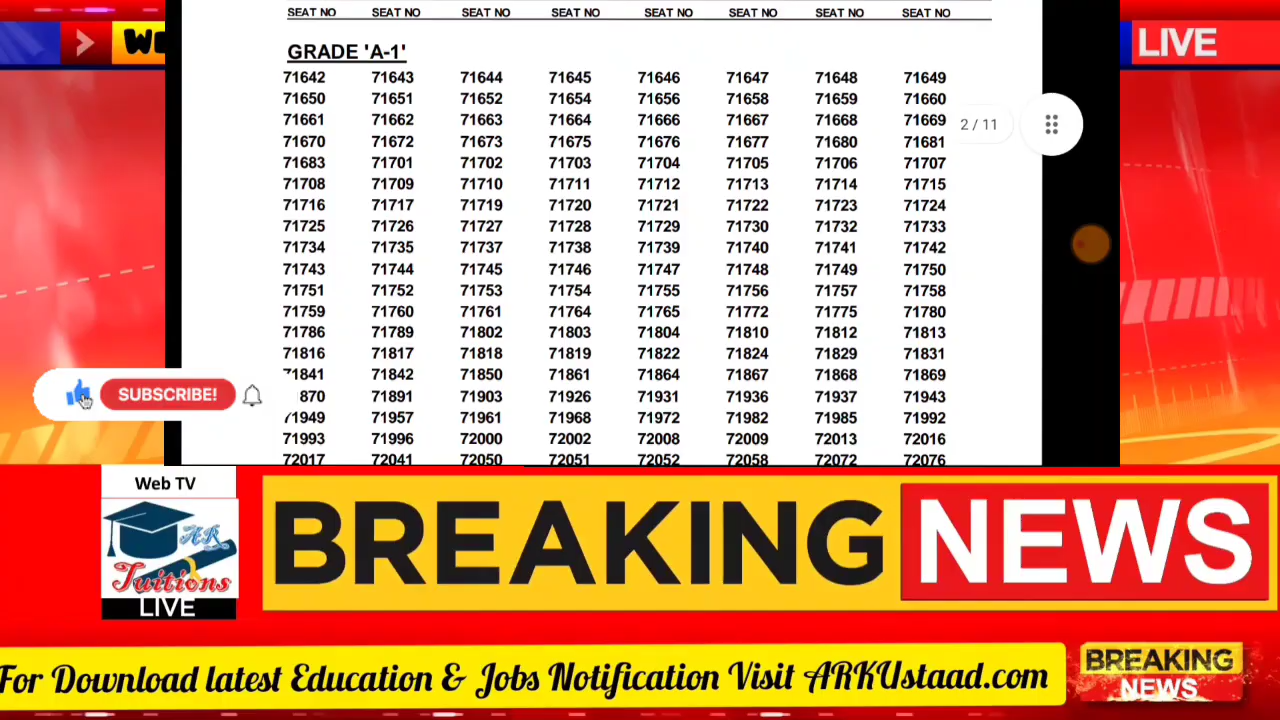 SEAT NO SEAT NO SEAT NO SEAT NO SEAT NO SEAT NO SEAT NO SEAT NO
LIVE
GRADE 'A-1'
71642 71643 71644 71645 71646 71647 71648 71649
71650 71651 71652 71654 71656 71658 71659 71660
71661 71662 71663 71664 71666 71667 71668 71669
2 / 11
71670 71672 71673 71675 71676 71677 71680 71681
71683 71701 71702 71703 71704 71705 71706 71707
71708 71709 71710 71711 71712 71713 71714 71715
71716 71717 71719 71720 71721 71722 71723 71724
71725 71726 71727 71728 71729 71730 71732 71733
71734 71735 71737 71738 71739 71740 71741 71742
71743 71744 71745 71746 71747 71748 71749 71750
71751 71752 71753 71754 71755 71756 71757 71758
71759 71760 71761 71764 71765 71772 71775 71780
71786 71789 71802 71803 71804 71810 71812 71813
71816 71817 71818 71819 71822 71824 71829 71831
71841 71842 71850 71861 71864 71867 71868 71869
SUBSCRIBE!
870 71891 71903 71926 71931 71936 71937 71943
71949 71957 71961 71968 71972 71982 71985 71992
71993 71996 72000 72002 72008 72009 72013 72016
72017 72041 72050 72051 72052 72058 72072 72076
Web TV
AR
Tuitions
LIVE
BREAKING NEWS
For Download latest Education & Jobs Notification Visit ARKUstaad.com
BREAKING
NEWS